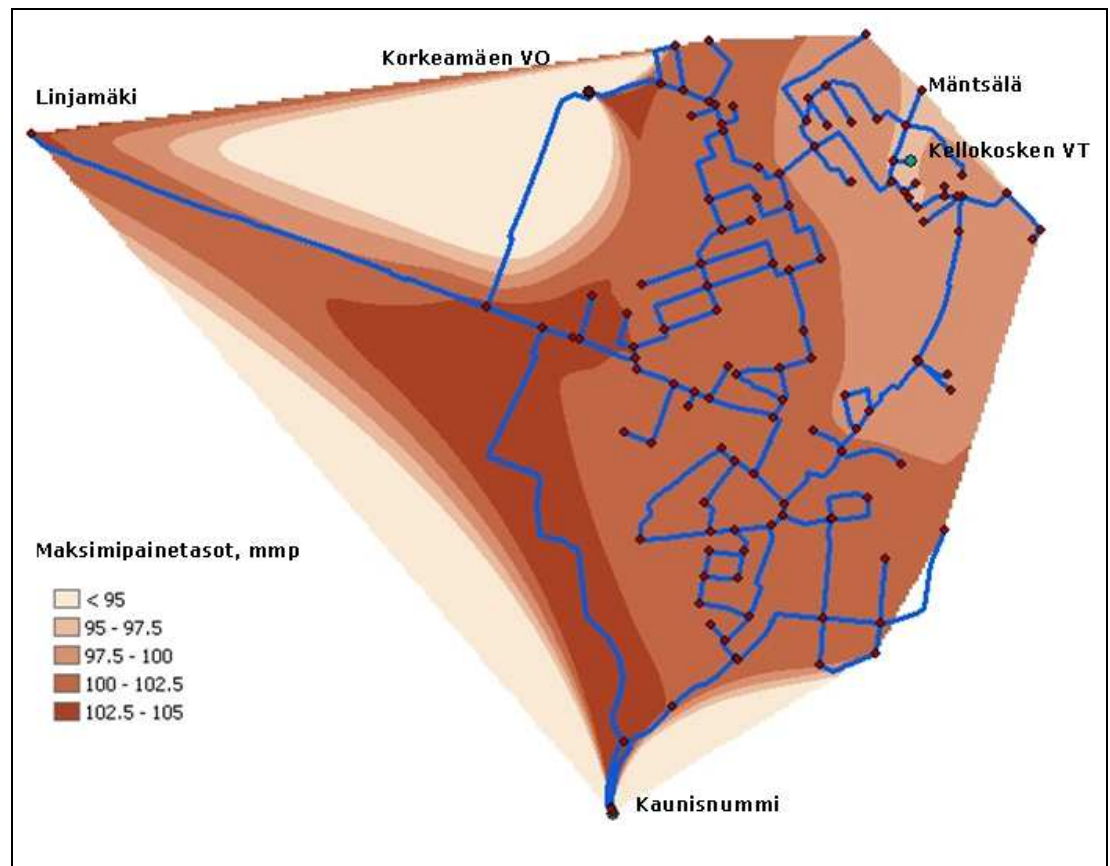 Korkeamäen VO
Linjamäki
Mäntsälä
Kellokosken VT
Maksimipainetasot, mmp
< 95
95 - 97.5
97.5 - 100
100 - 102.5
102.5 - 105
Kaunisnummi